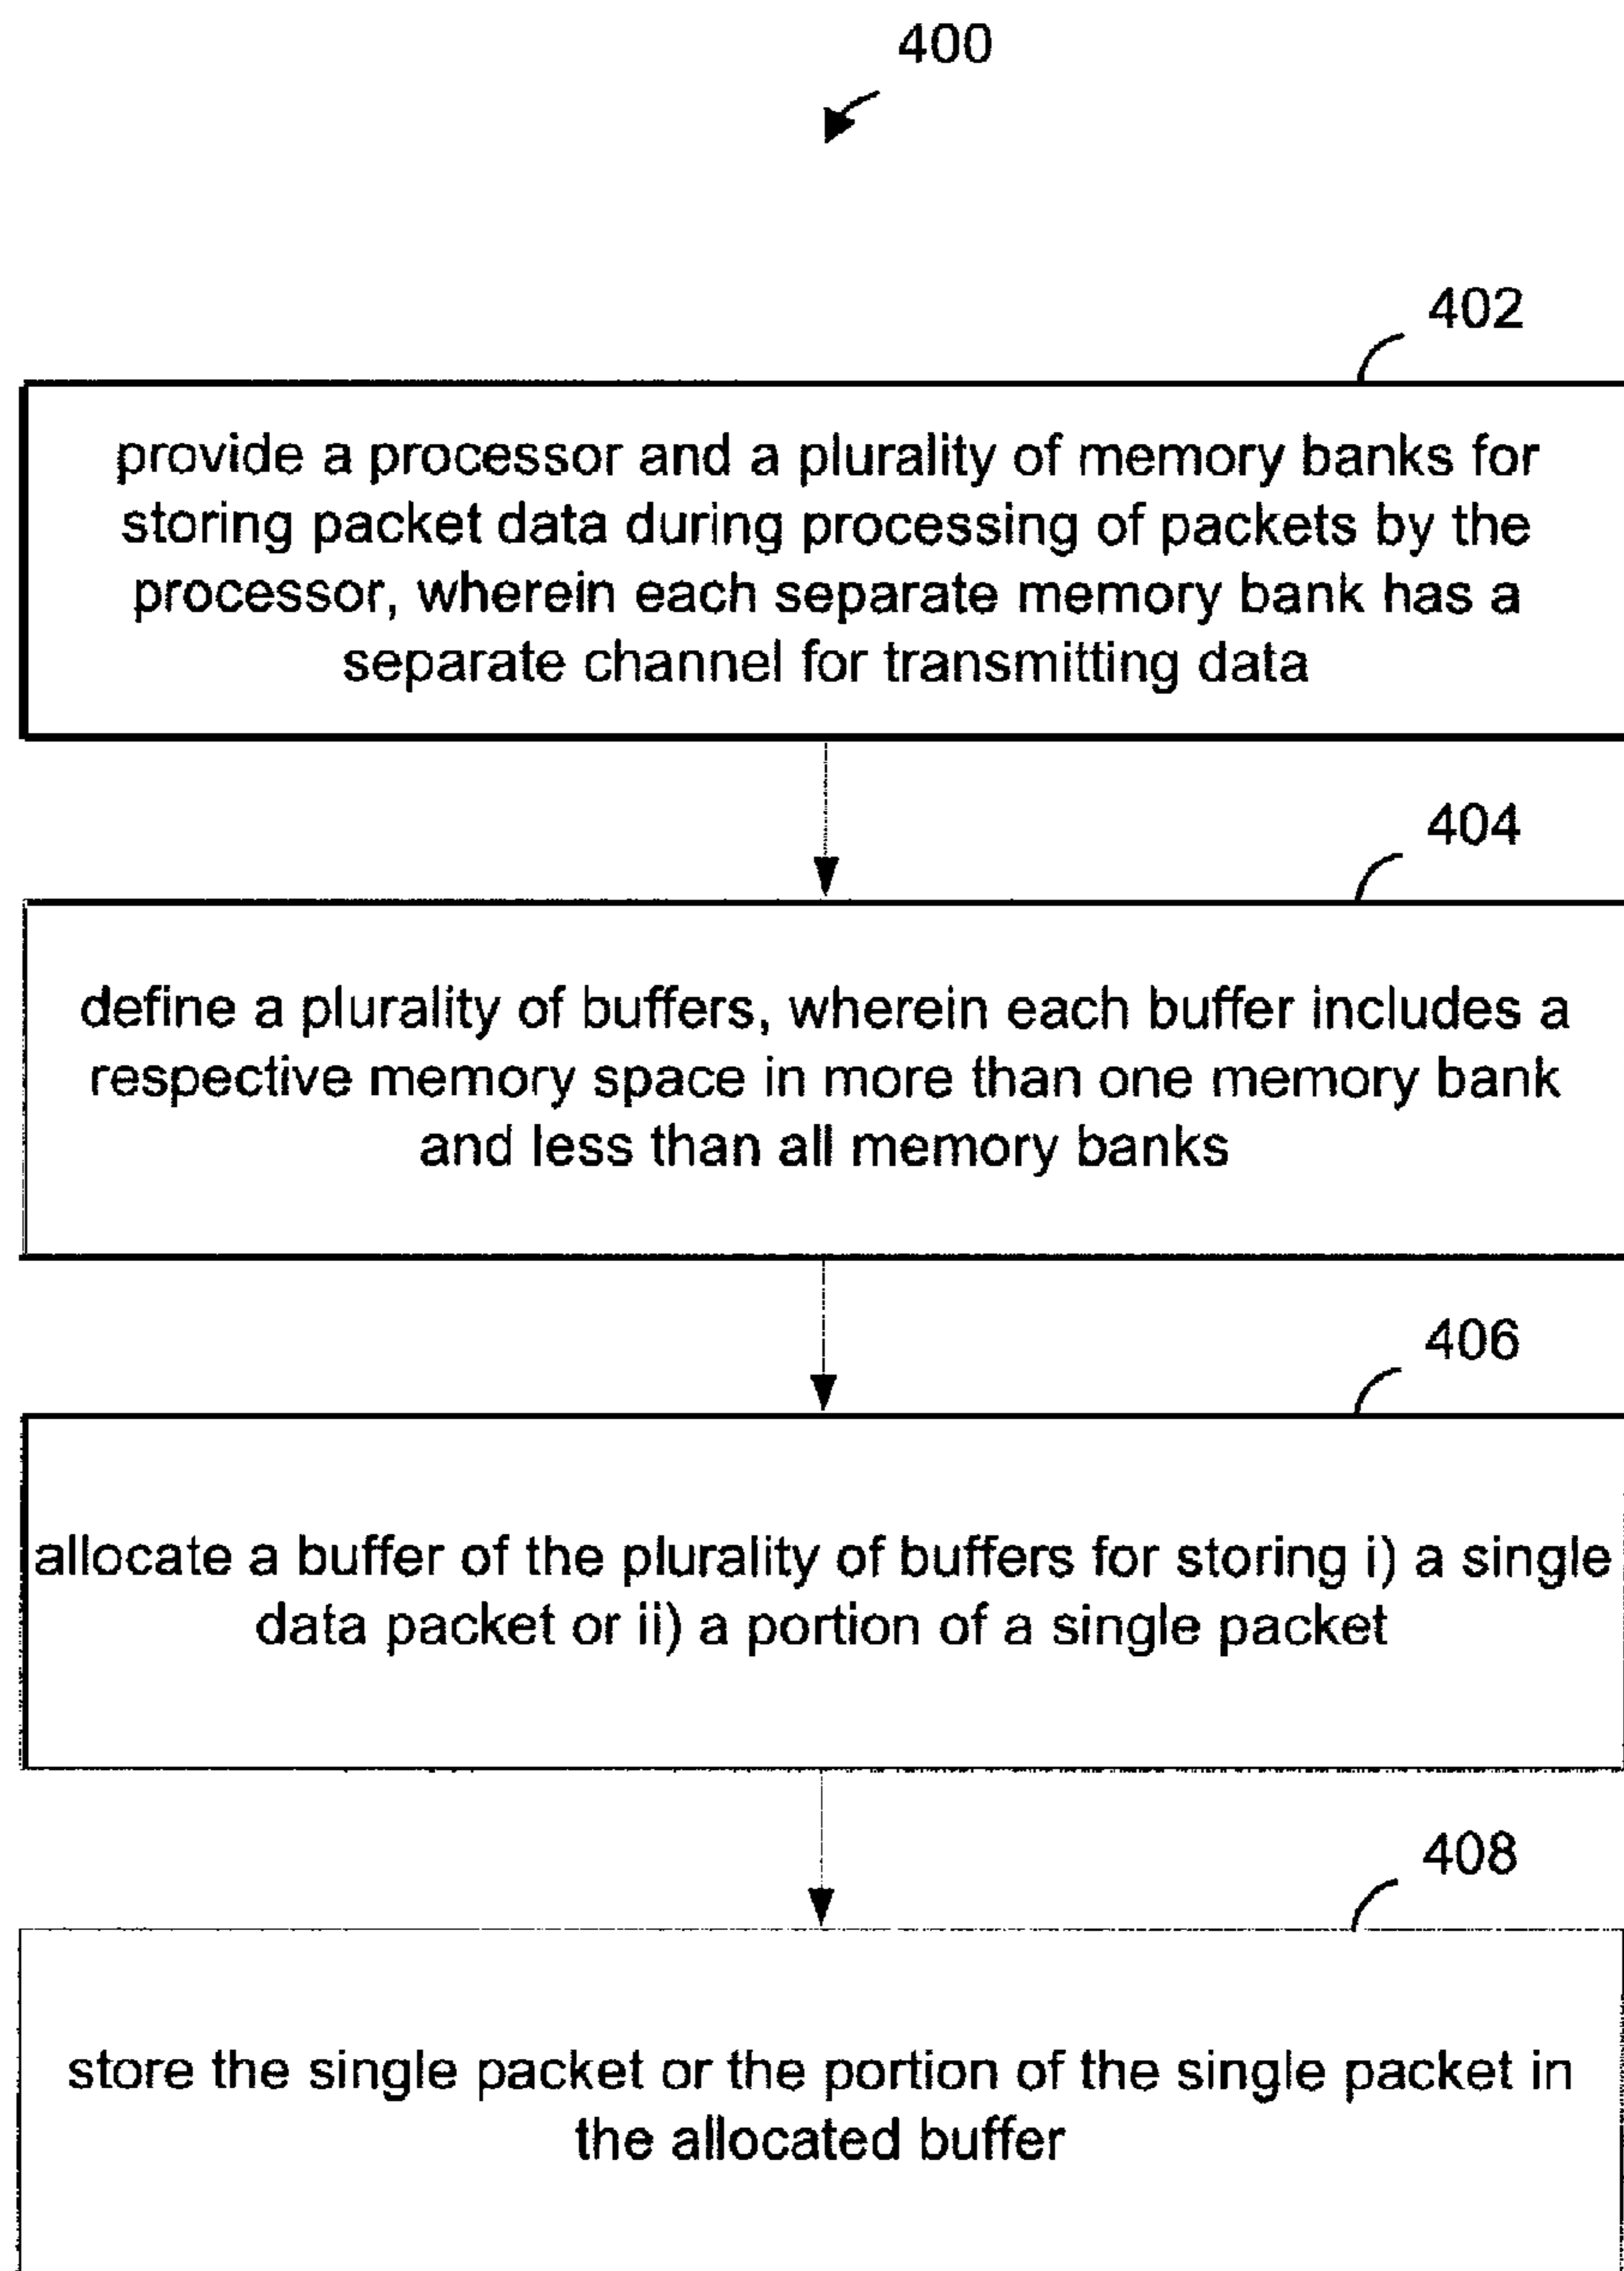 400
402
provide a processor and a plurality of memory banks for
storing packet data during processing of packets by the
processor, wherein each separate memory bank has a
separate channel for transmitting data
404
define a plurality of buffers, wherein each buffer includes a
respective memory space in more than one memory bank
and less than all memory banks
406
allocate a buffer of the plurality of buffers for storing i) a single
data packet or ii) a portion of a single packet
408
store the single packet or the portion of the single packet in
the allocated buffer